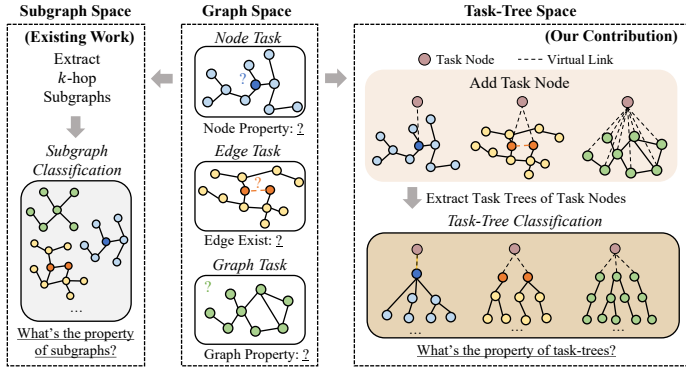 Subgraph Space
(Existing Work)
Extract
k-hop
Subgraphs
Subgraph
Classification
...
What's the property
of subgraphs?
Graph Space
Node Task
?
Node Property: ?
Edge Task
?
Edge Exist: ?
Graph Task
?
Graph Property: ?
Task-Tree Space
(Our Contribution)
Task Node
Virtual Link
Add Task Node
Extract Task Trees of Task Nodes
Task-Tree Classification
...
...
...
What's the property of task-trees?